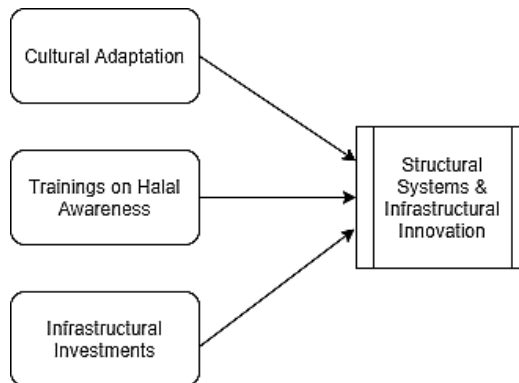 Cultural Adaptation
Trainings on Halal
Awareness
Infrastructural
Investments
Structural
Systems &
Infrastructural
Innovation